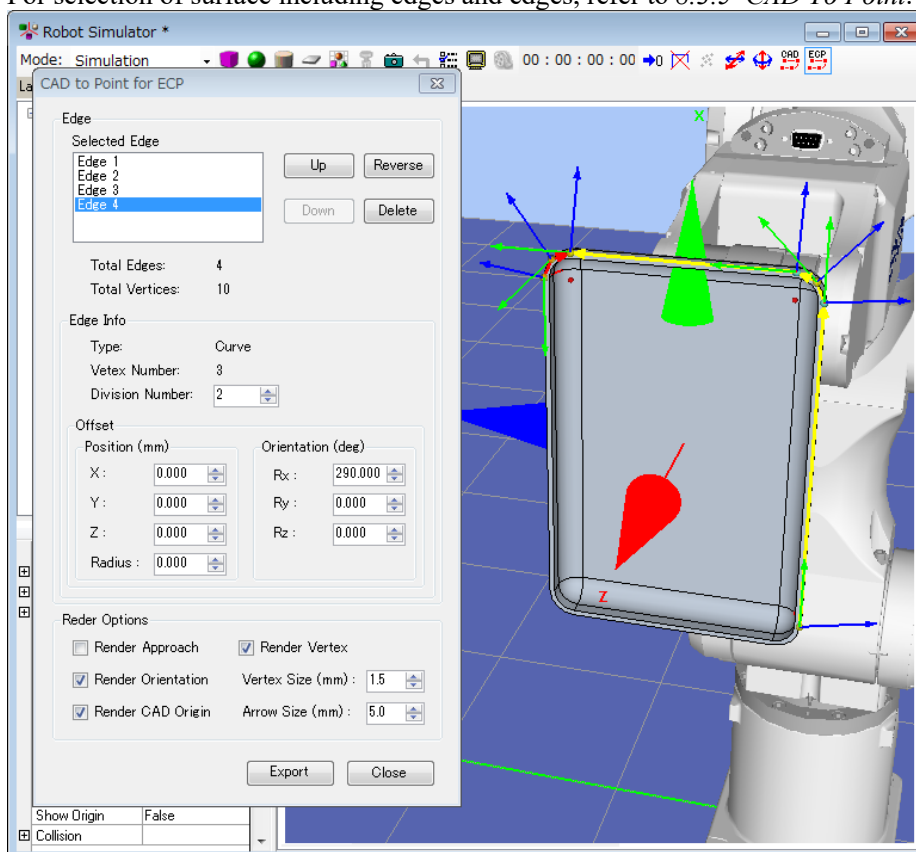 For selection of surface including edges and edges, refer to 8.3.5 CAD To Point.
Robot Simulator *
Mode: Simulation 00 : 00 : 00 : 00 CAD ECP
La
CAD to Point for ECP
Edge
Selected Edge
Edge 1
Edge 2
Edge 3
Edge 4
Up Reverse
Down Delete
Total Edges: 4
Total Vertices: 10
Edge Info
Type: Curve
Vetex Number: 3
Division Number: 2
Offset
Position (mm) Orientation (deg)
X : 0.000 Rx : 290.000
Y : 0.000 Ry : 0.000
Z : 0.000 Rz : 0.000
Radius : 0.000
Reder Options
Render Approach Render Vertex
Render Orientation Vertex Size (mm) : 1.5
Render CAD Origin Arrow Size (mm) : 5.0
Export Close
Show Origin False
Collision
X
Z